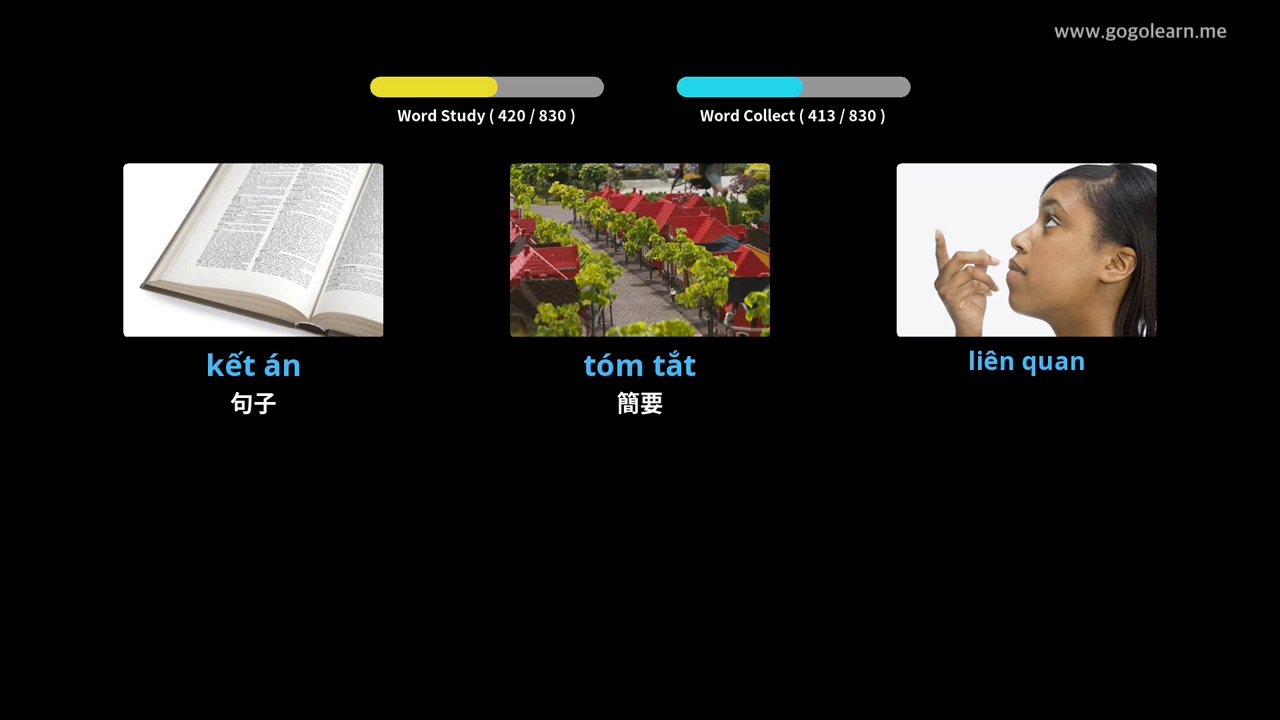 www.gogolearn.me
Word Study ( 420 / 830 )
Word Collect ( 413 / 830 )
kết án
句子
tóm tắt
簡要
liên quan